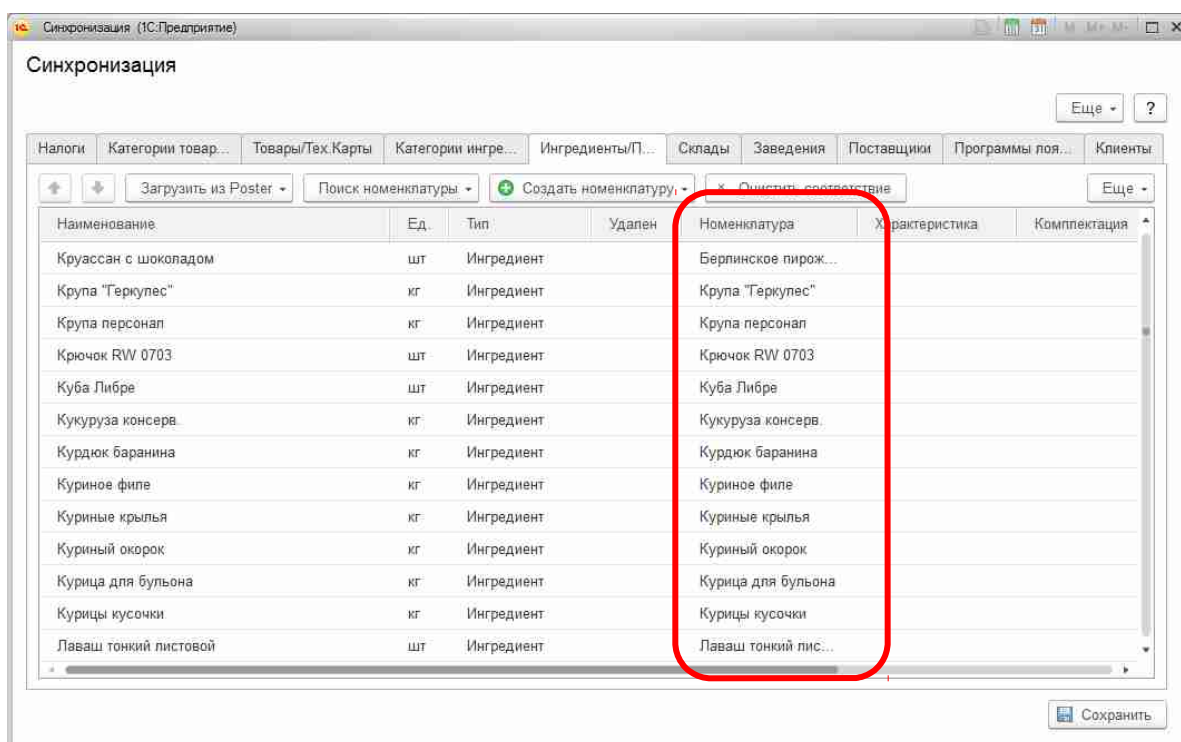 1С Синхронизация (1С:Предприятие) 31 M M+ M-
Синхронизация
Еще ?
Налоги Категории товар... Товары/Тех.Карты Категории ингре... Ингредиенты/П... Склады Заведения Поставщики Программы лоя... Клиенты
Загрузить из Poster Поиск номенклатуры Создать номенклатуру Очистить соответствие Еще
Наименование Ед. Тип Удален Номенклатура Характеристика Комплектация
Круассан с шоколадом шт Ингредиент Берлинское пирож...
Крупа "Геркулес" кг Ингредиент Крупа "Геркулес"
Крупа персонал кг Ингредиент Крупа персонал
Крючок RW 0703 шт Ингредиент Крючок RW 0703
Куба Либре шт Ингредиент Куба Либре
Кукуруза консерв. кг Ингредиент Кукуруза консерв.
Курдюк баранина кг Ингредиент Курдюк баранина
Куриное филе кг Ингредиент Куриное филе
Куриные крылья кг Ингредиент Куриные крылья
Куриный окорок кг Ингредиент Куриный окорок
Курица для бульона кг Ингредиент Курица для бульона
Курицы кусочки кг Ингредиент Курицы кусочки
Лаваш тонкий листовой шт Ингредиент Лаваш тонкий лис...
Сохранить